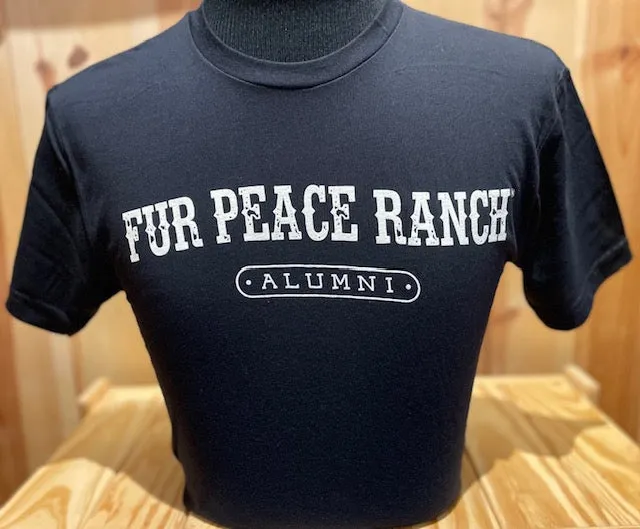 FUR PEACE RANCH
· ALUMNI ·